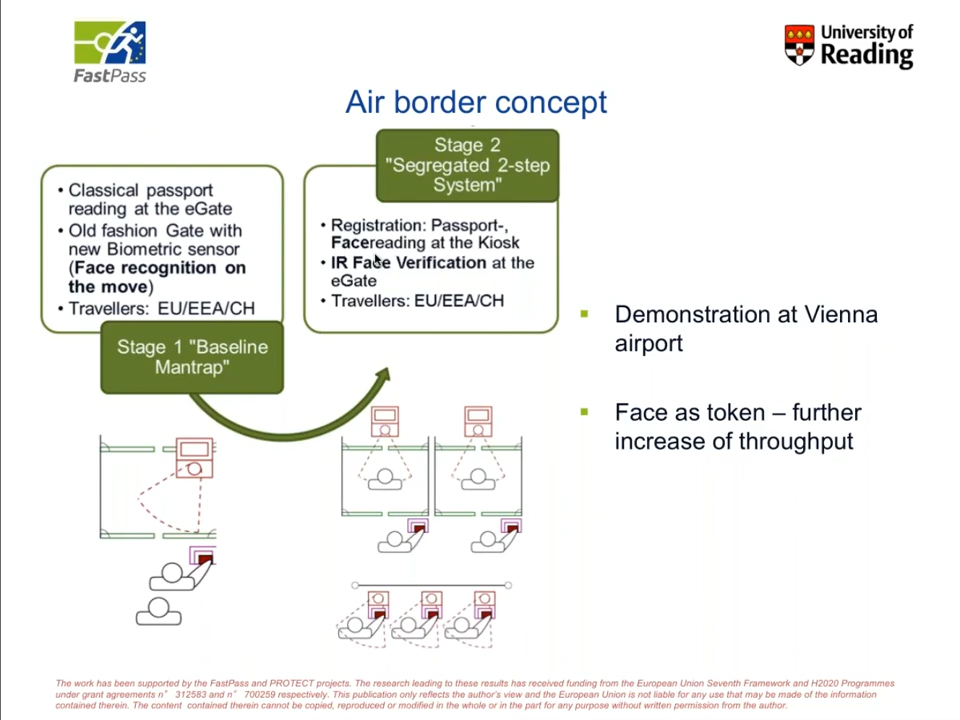 FastPass
University of
Reading
Air border concept
Stage 2
"Segregated 2-step
System"
• Classical passport
reading at the eGate
• Old fashion Gate with
new Biometric sensor
(Face recognition on
the move)
• Travellers: EU/EEA/CH
Stage 1 "Baseline
Mantrap"
• Registration: Passport-,
Facereading at the Kiosk
• IR Face Verification at the
eGate
• Travellers: EU/EEA/CH
Demonstration at Vienna
airport
Face as token – further
increase of throughput
The work has been supported by the FastPass and PROTECT projects. The research leading to these results has received funding from the European Union Seventh Framework and H2020 Programmes
under grant agreements n° 312583 and n° 700259 respectively. This publication only reflects the author's view and the European Union is not liable for any use that may be made of the information
contained therein. The content contained therein cannot be copied, reproduced or modified in the whole or in the part for any purpose without written permission from the author.